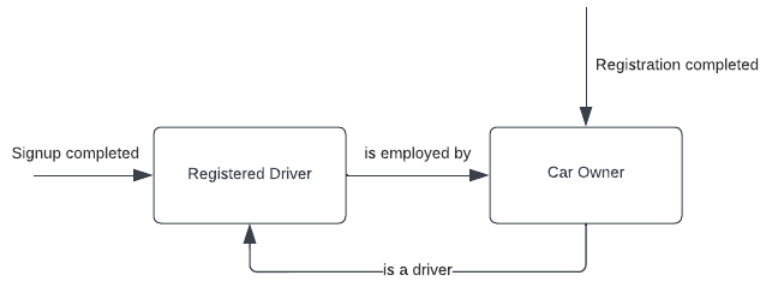 Registration completed
Signup completed
is employed by
Registered Driver
Car Owner
is a driver